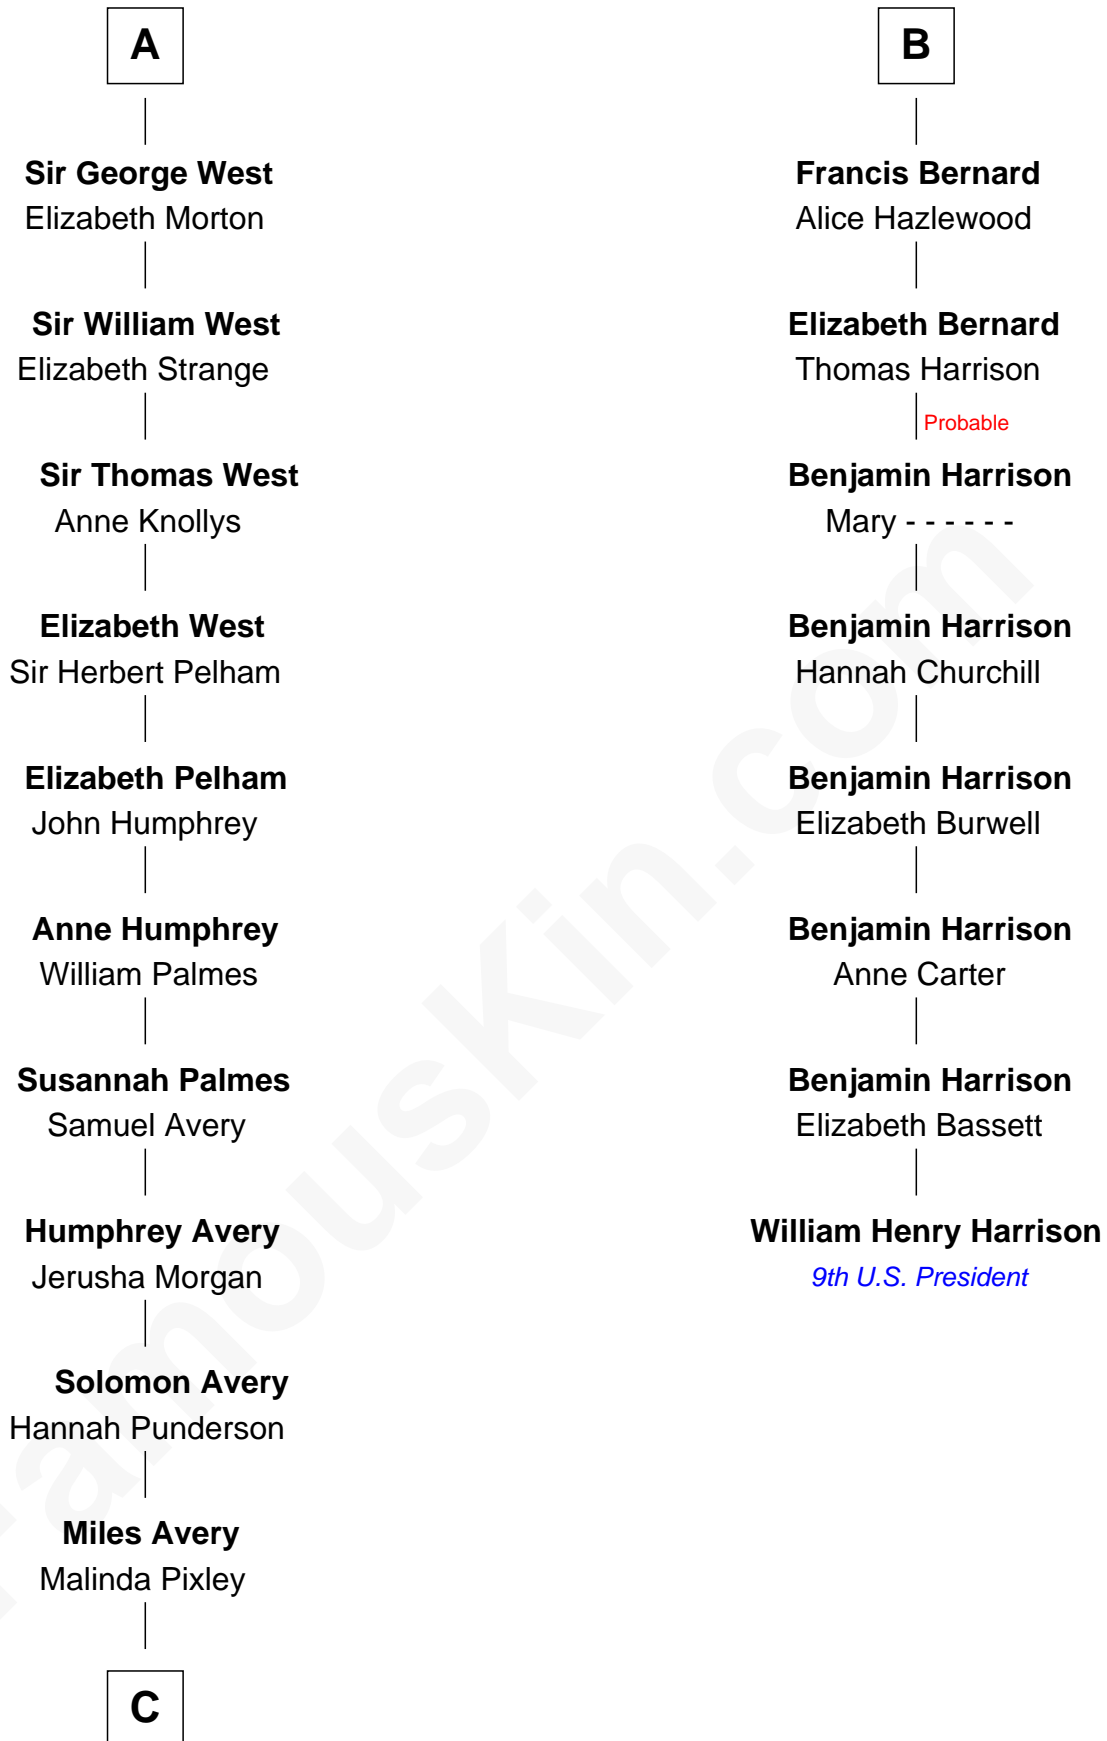 A
Sir George West
Elizabeth Morton
Sir William West
Elizabeth Strange
Sir Thomas West
Anne Knollys
Elizabeth West
Sir Herbert Pelham
Elizabeth Pelham
John Humphrey
Anne Humphrey
William Palmes
Susannah Palmes
Samuel Avery
Humphrey Avery
Jerusha Morgan
Solomon Avery
Hannah Punderson
Miles Avery
Malinda Pixley
C
B
Francis Bernard
Alice Hazlewood
Elizabeth Bernard
Thomas Harrison
Probable
Benjamin Harrison
Mary - - - - - -
Benjamin Harrison
Hannah Churchill
Benjamin Harrison
Elizabeth Burwell
Benjamin Harrison
Anne Carter
Benjamin Harrison
Elizabeth Bassett
William Henry Harrison
9th U.S. President
FamousKin.com